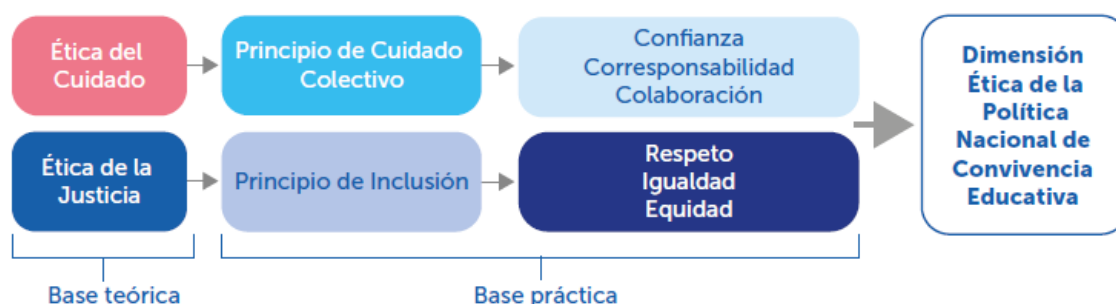 Ética del
Cuidado
Principio de Cuidado
Colectivo
Confianza
Corresponsabilidad
Colaboración
Ética de la
Justicia
Principio de Inclusión
Respeto
Igualdad
Equidad
Dimensión
Ética de la
Política
Nacional de
Convivencia
Educativa
Base teórica
Base práctica